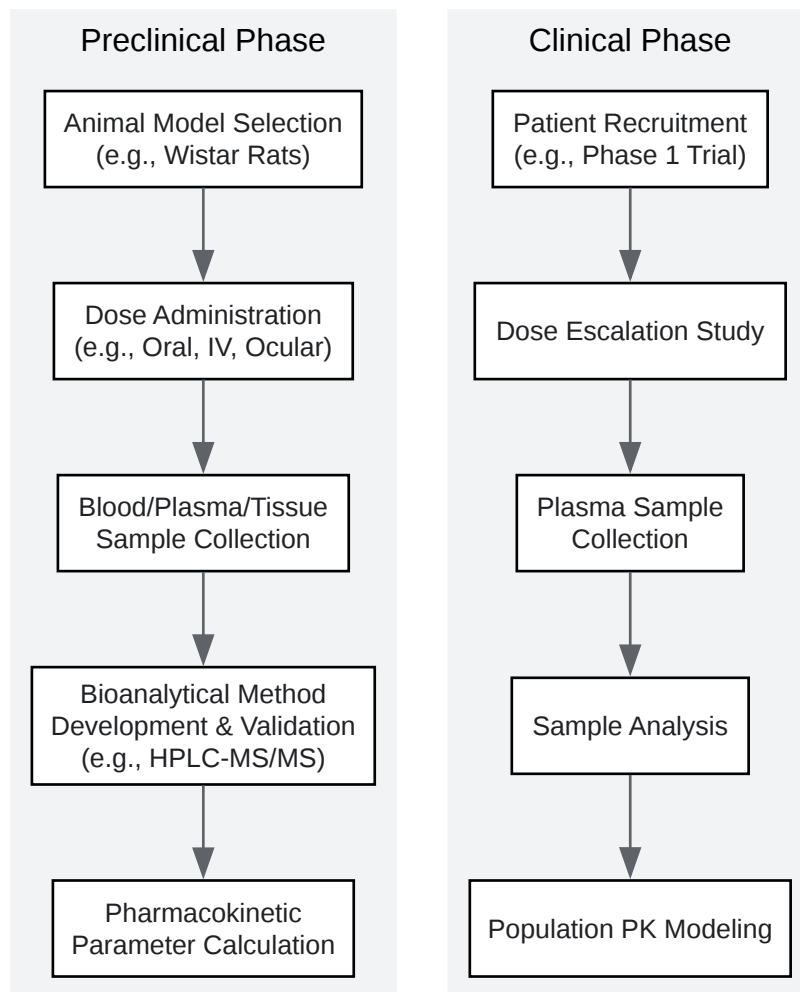 Preclinical Phase
Animal Model Selection
(e.g., Wistar Rats)
Dose Administration
(e.g., Oral, IV, Ocular)
Blood/Plasma/Tissue
Sample Collection
Bioanalytical Method
Development & Validation
(e.g., HPLC-MS/MS)
Pharmacokinetic
Parameter Calculation
Clinical Phase
Patient Recruitment
(e.g., Phase 1 Trial)
Dose Escalation Study
Plasma Sample
Collection
Sample Analysis
Population PK Modeling